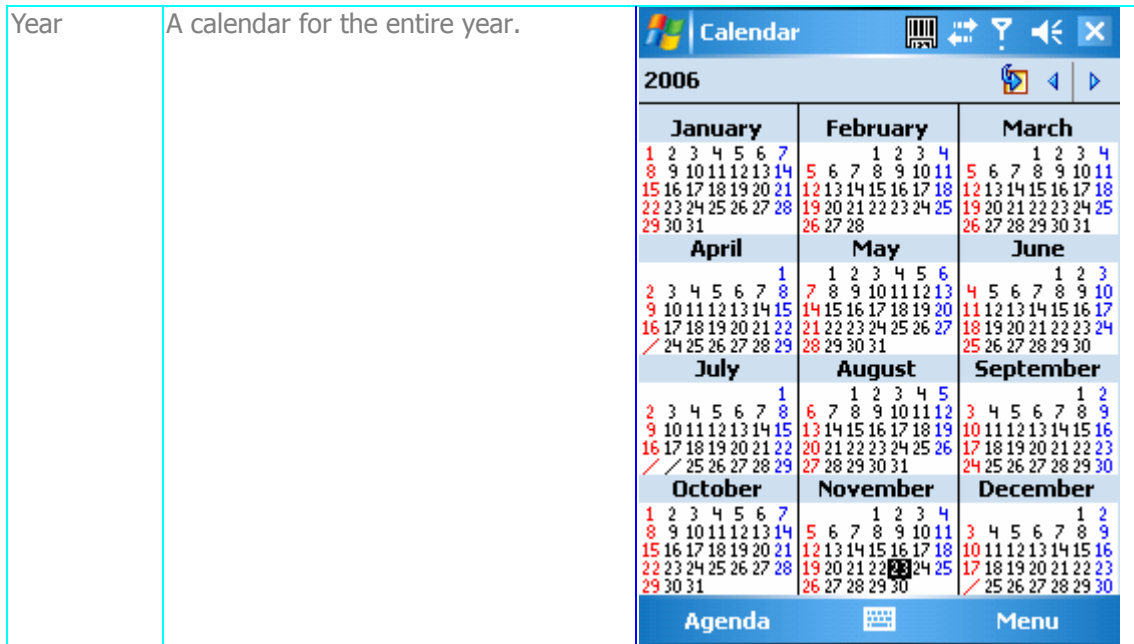 Year
A calendar for the entire year.
Calendar
2006
January February March
1 2 3 4 5 6 7 1 2 3 4 1 2 3 4
8 9 10 11 12 13 14 5 6 7 8 9 10 11 5 6 7 8 9 10 11
15 16 17 18 19 20 21 12 13 14 15 16 17 18 12 13 14 15 16 17 18
22 23 24 25 26 27 28 19 20 21 22 23 24 25 19 20 21 22 23 24 25
29 30 31 26 27 28 26 27 28 29 30 31
April May June
1 1 2 3 4 5 6 1 2 3
2 3 4 5 6 7 8 7 8 9 10 11 12 13 4 5 6 7 8 9 10
9 10 11 12 13 14 15 14 15 16 17 18 19 20 11 12 13 14 15 16 17
16 17 18 19 20 21 22 21 22 23 24 25 26 27 18 19 20 21 22 23 24
/ 24 25 26 27 28 29 28 29 30 31 25 26 27 28 29 30
July August September
1 1 2 3 4 5 1 2
2 3 4 5 6 7 8 6 7 8 9 10 11 12 3 4 5 6 7 8 9
9 10 11 12 13 14 15 13 14 15 16 17 18 19 10 11 12 13 14 15 16
16 17 18 19 20 21 22 20 21 22 23 24 25 26 17 18 19 20 21 22 23
/ / 25 26 27 28 29 27 28 29 30 31 24 25 26 27 28 29 30
October November December
1 2 3 4 5 6 7 1 2 3 4 1 2
8 9 10 11 12 13 14 5 6 7 8 9 10 11 3 4 5 6 7 8 9
15 16 17 18 19 20 21 12 13 14 15 16 17 18 10 11 12 13 14 15 16
22 23 24 25 26 27 28 19 20 21 22 23 24 25 17 18 19 20 21 22 23
29 30 31 26 27 28 29 30 / 25 26 27 28 29 30
Agenda Menu